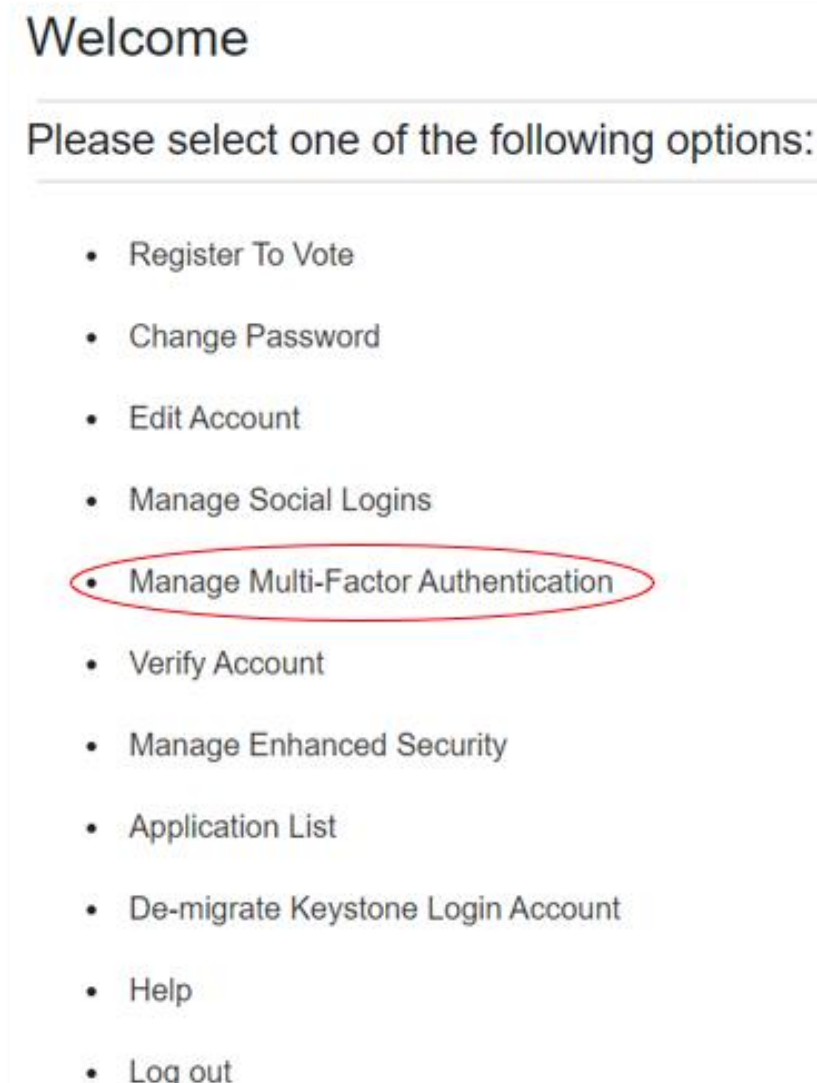 Welcome
Please select one of the following options:
Register To Vote
Change Password
Edit Account
Manage Social Logins
Manage Multi-Factor Authentication
Verify Account
Manage Enhanced Security
Application List
De-migrate Keystone Login Account
Help
Log out